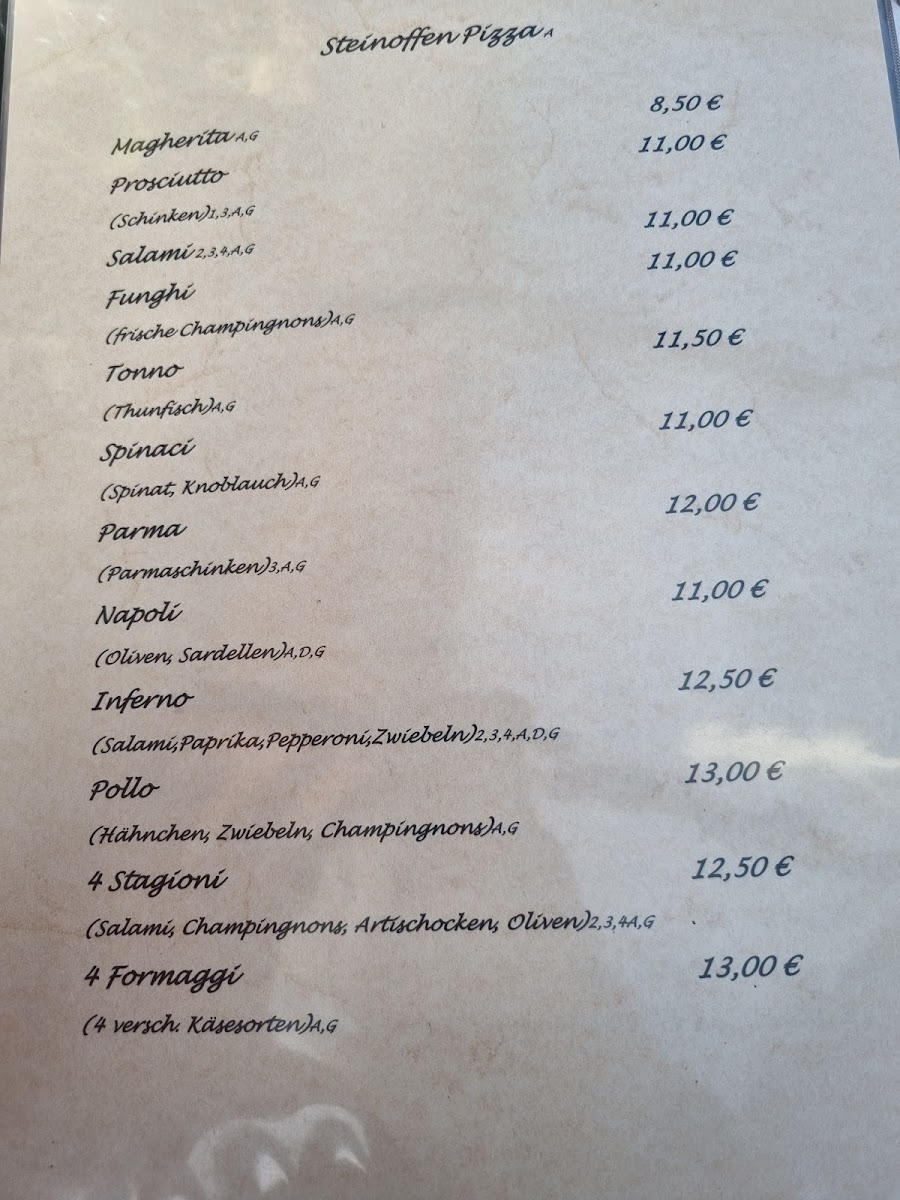 Steinoffen Pizza A
8,50 €
Magherita A,G
11,00 €
Prosciutto
(Schinken)1,3,A,G
11,00 €
Salami 2,3,4,A,G
11,00 €
Funghi
(frische Champingnons)A,G
11,50 €
Tonno
(Thunfisch)A,G
11,00 €
Spinaci
(Spinat, Knoblauch)A,G
12,00 €
Parma
(Parmaschinken)3,A,G
11,00 €
Napoli
(Oliven, Sardellen)A,D,G
12,50 €
Inferno
(Salami,Paprika,Pepperoni,Zwiebeln)2,3,4,A,D,G
13,00 €
Pollo
(Hähnchen, Zwiebeln, Champingnons)A,G
12,50 €
4 Stagioni
(Salami, Champingnons, Artischocken, Oliven)2,3,4A,G
13,00 €
4 Formaggi
(4 versch. Käsesorten)A,G